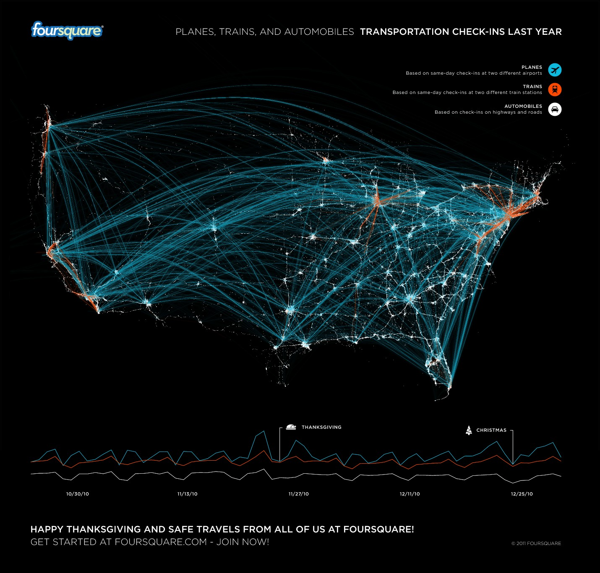 foursquare
PLANES, TRAINS, AND AUTOMOBILES TRANSPORTATION CHECK-INS LAST YEAR
PLANES
Based on same-day check-ins at two different airports
TRAINS
Based on same-day check-ins at two different train stations
AUTOMOBILES
Based on check-ins on highways and roads
THANKSGIVING
CHRISTMAS
10/30/10
11/13/10
11/27/10
12/11/10
12/25/10
HAPPY THANKSGIVING AND SAFE TRAVELS FROM ALL OF US AT FOURSQUARE!
GET STARTED AT FOURSQUARE.COM - JOIN NOW!
© 2011 FOURSQUARE